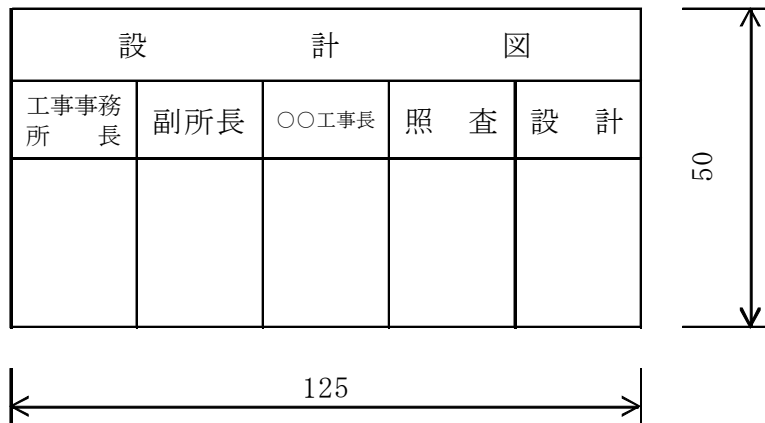 設 計 図
工事事務
所 長
副所長
○○工事長
照 査
設 計
50
125